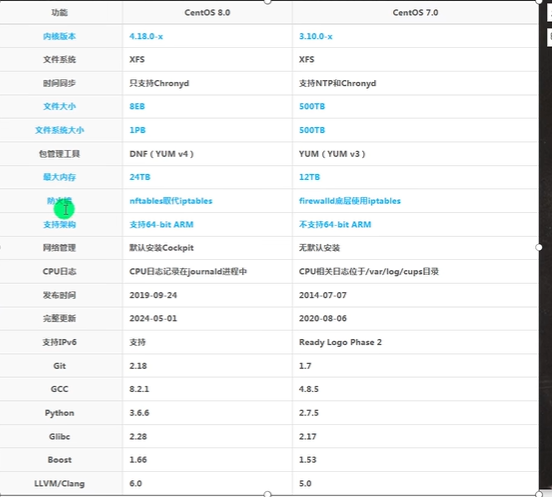 功能 CentOS 8.0 CentOS 7.0
内核版本 4.18.0-x 3.10.0-x
文件系统 XFS XFS
时间同步 只支持Chronyd 支持NTP和Chronyd
文件大小 8EB 500TB
文件系统大小 1PB 500TB
包管理工具 DNF（YUM v4） YUM（YUM v3）
最大内存 24TB 12TB
防火墙 nftables取代iptables firewalld底层使用iptables
支持架构 支持64-bit ARM 不支持64-bit ARM
网络管理 默认安装Cockpit 无默认安装
CPU日志 CPU日志记录在journald进程中 CPU相关日志位于/var/log/cups目录
发布时间 2019-09-24 2014-07-07
完整更新 2024-05-01 2020-08-06
支持IPv6 支持 Ready Logo Phase 2
Git 2.18 1.7
GCC 8.2.1 4.8.5
Python 3.6.6 2.7.5
Glibc 2.28 2.17
Boost 1.66 1.53
LLVM/Clang 6.0 5.0